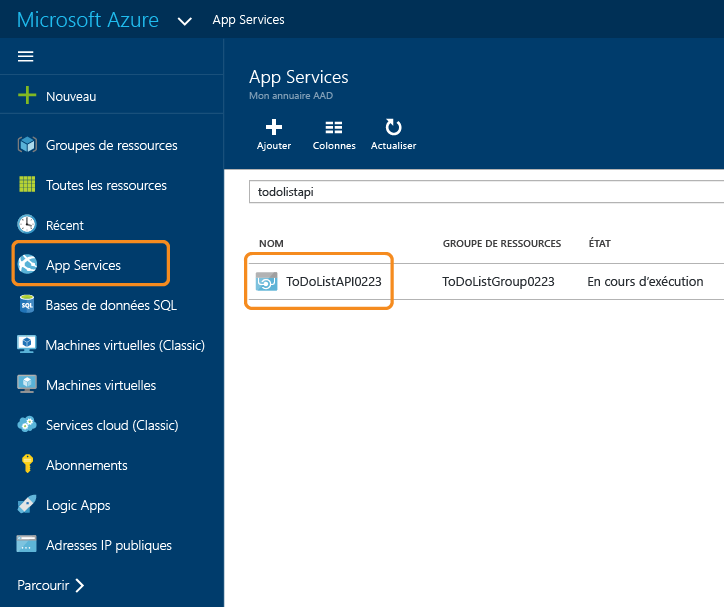 Microsoft Azure App Services
Nouveau
Groupes de ressources
Toutes les ressources
Récent
App Services
Bases de données SQL
Machines virtuelles (Classic)
Machines virtuelles
Services cloud (Classic)
Abonnements
Logic Apps
Adresses IP publiques
Parcourir
App Services
Mon annuaire AAD
Ajouter Colonnes Actualiser
todolistapi
NOM GROUPE DE RESSOURCES ÉTAT
ToDoListAPI0223 ToDoListGroup0223 En cours d'exécution